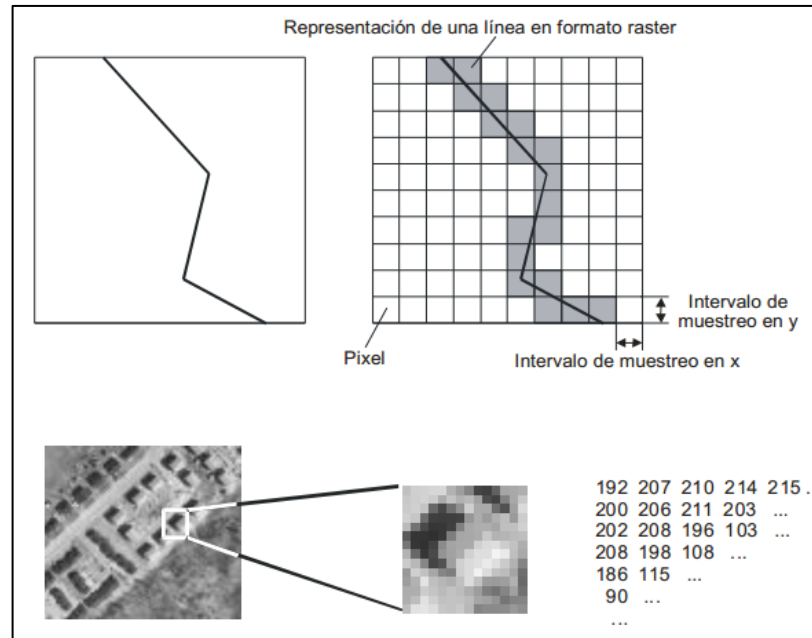 Representación de una línea en formato raster
Intervalo de
muestreo en y
Pixel
Intervalo de muestreo en x
192 207 210 214 215 ..
200 206 211 203 ...
202 208 196 103 ...
208 198 108 ...
186 115 ...
90 ...
...